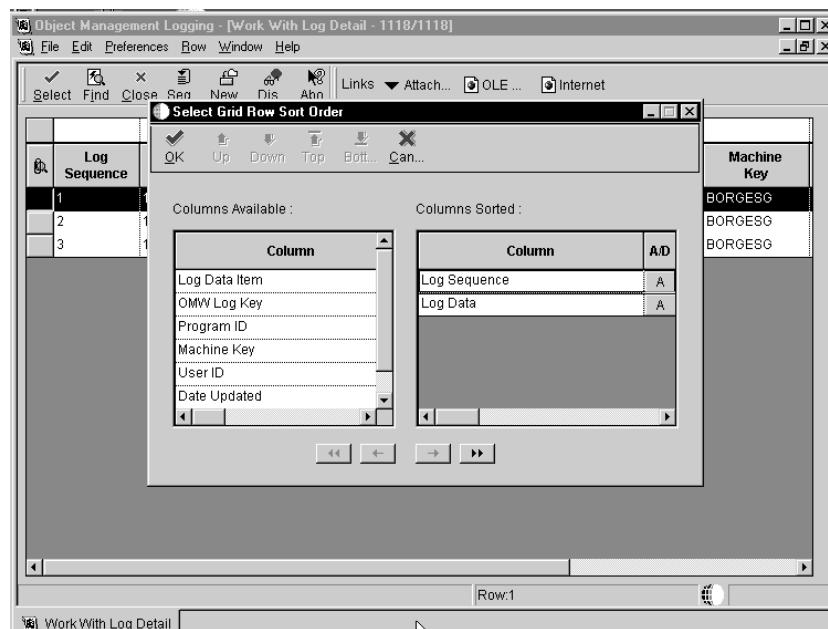 Object Management Logging - [Work With Log Detail - 1118/1118]
File Edit Preferences Row Window Help
Select Find Close Seq New Dis Abo Links Attach... OLE ... Internet
Select Grid Row Sort Order
OK Up Down Top Bott... Can...
Log Sequence
Machine Key
Columns Available :
Columns Sorted :
Column
Column A/D
Log Data Item
OMW Log Key
Program ID
Machine Key
User ID
Date Updated
Log Sequence A
Log Data A
1 1 BORGESG
2 1 BORGESG
3 1 BORGESG
Row:1
Work With Log Detail